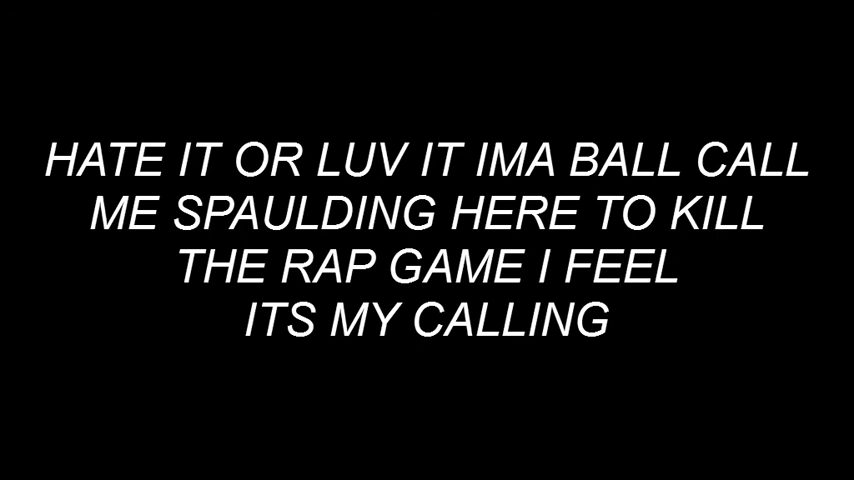 HATE IT OR LUV IT IMA BALL CALL
ME SPAULDING HERE TO KILL
THE RAP GAME I FEEL
ITS MY CALLING